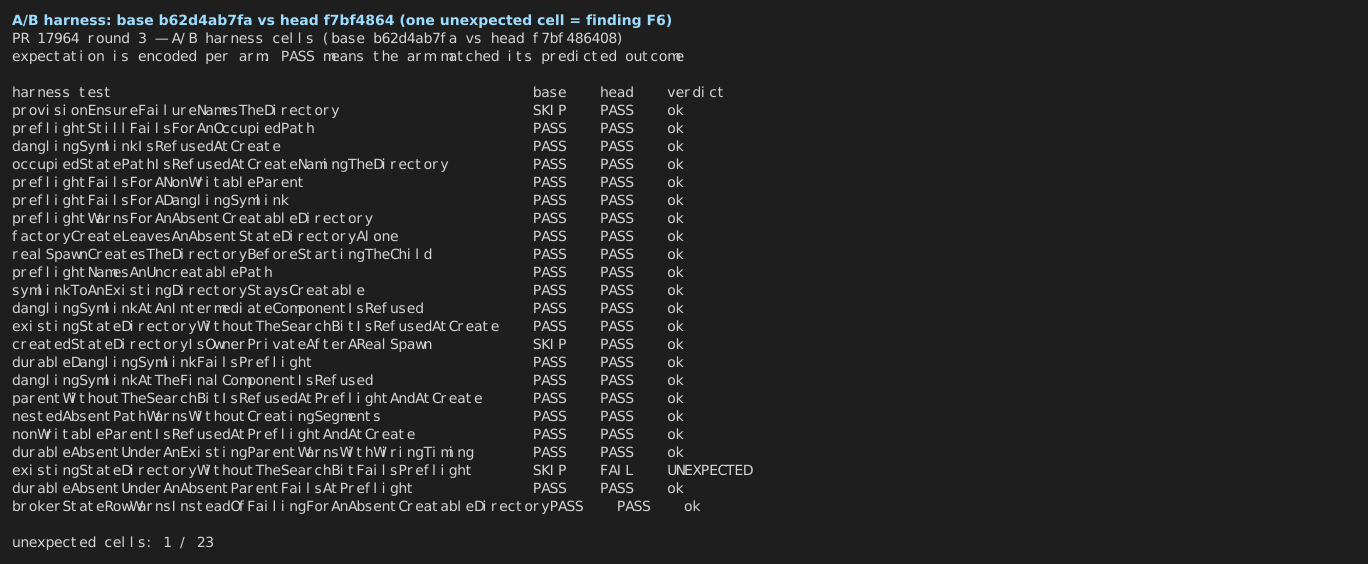 A/B harness: base b62d4ab7fa vs head f7bf4864 (one unexpected cell = finding F6)
PR 17964 round 3 — A/B harness cells (base b62d4ab7fa vs head f7bf486408)
expectation is encoded per arm. PASS means the arm matched its predicted outcome
harness test base head verdict
provisionEnsureFailureNamesTheDirectory SKIP PASS ok
preflightStillFailsForAnOccupiedPath PASS PASS ok
danglingSymlinkIsRefusedAtCreate PASS PASS ok
occupiedStatePathIsRefusedAtCreateNamingTheDirectory PASS PASS ok
preflightFailsForANonWritableParent PASS PASS ok
preflightFailsForADanglingSymlink PASS PASS ok
preflightWarnsForAnAbsentCreatableDirectory PASS PASS ok
factoryCreateLeavesAnAbsentStateDirectoryAlone PASS PASS ok
realSpawnCreatesTheDirectoryBeforeStartingTheChild PASS PASS ok
preflightNamesAnUncreatablePath PASS PASS ok
symlinkToAnExistingDirectoryStaysCreatable PASS PASS ok
danglingSymlinkAtAnIntermediateComponentIsRefused PASS PASS ok
existingStateDirectoryWithoutTheSearchBitIsRefusedAtCreate PASS PASS ok
createdStateDirectoryIsOwnerPrivateAfterARealSpawn SKIP PASS ok
durableDanglingSymlinkFailsPreflight PASS PASS ok
danglingSymlinkAtTheFinalComponentIsRefused PASS PASS ok
parentWithoutTheSearchBitIsRefusedAtPreflightAndAtCreate PASS PASS ok
nestedAbsentPathWarnsWithoutCreatingSegments PASS PASS ok
nonWritableParentIsRefusedAtPreflightAndAtCreate PASS PASS ok
durableAbsentUnderAnExistingParentWarnsWithWiringTiming PASS PASS ok
existingStateDirectoryWithoutTheSearchBitFailsPreflight SKIP FAIL UNEXPECTED
durableAbsentUnderAnAbsentParentFailsAtPreflight PASS PASS ok
brokerStateRowWarnsInsteadOfFailingForAnAbsentCreatableDirectoryPASS PASS ok
unexpected cells: 1 / 23